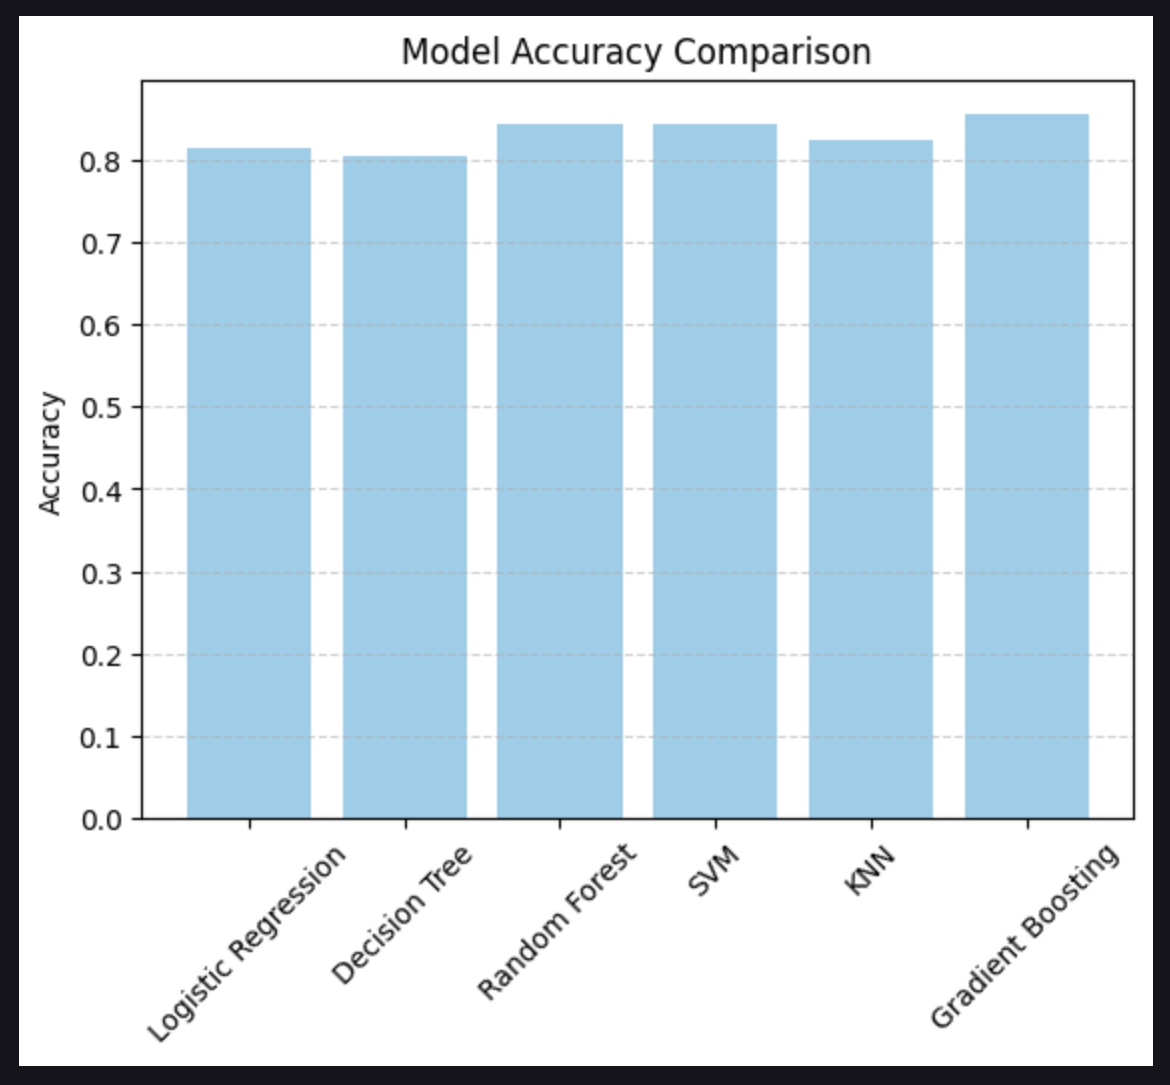 Model Accuracy Comparison
Accuracy
0.8
0.7
0.6
0.5
0.4
0.3
0.2
0.1
0.0
Logistic Regression
Decision Tree
Random Forest
SVM
KNN
Gradient Boosting